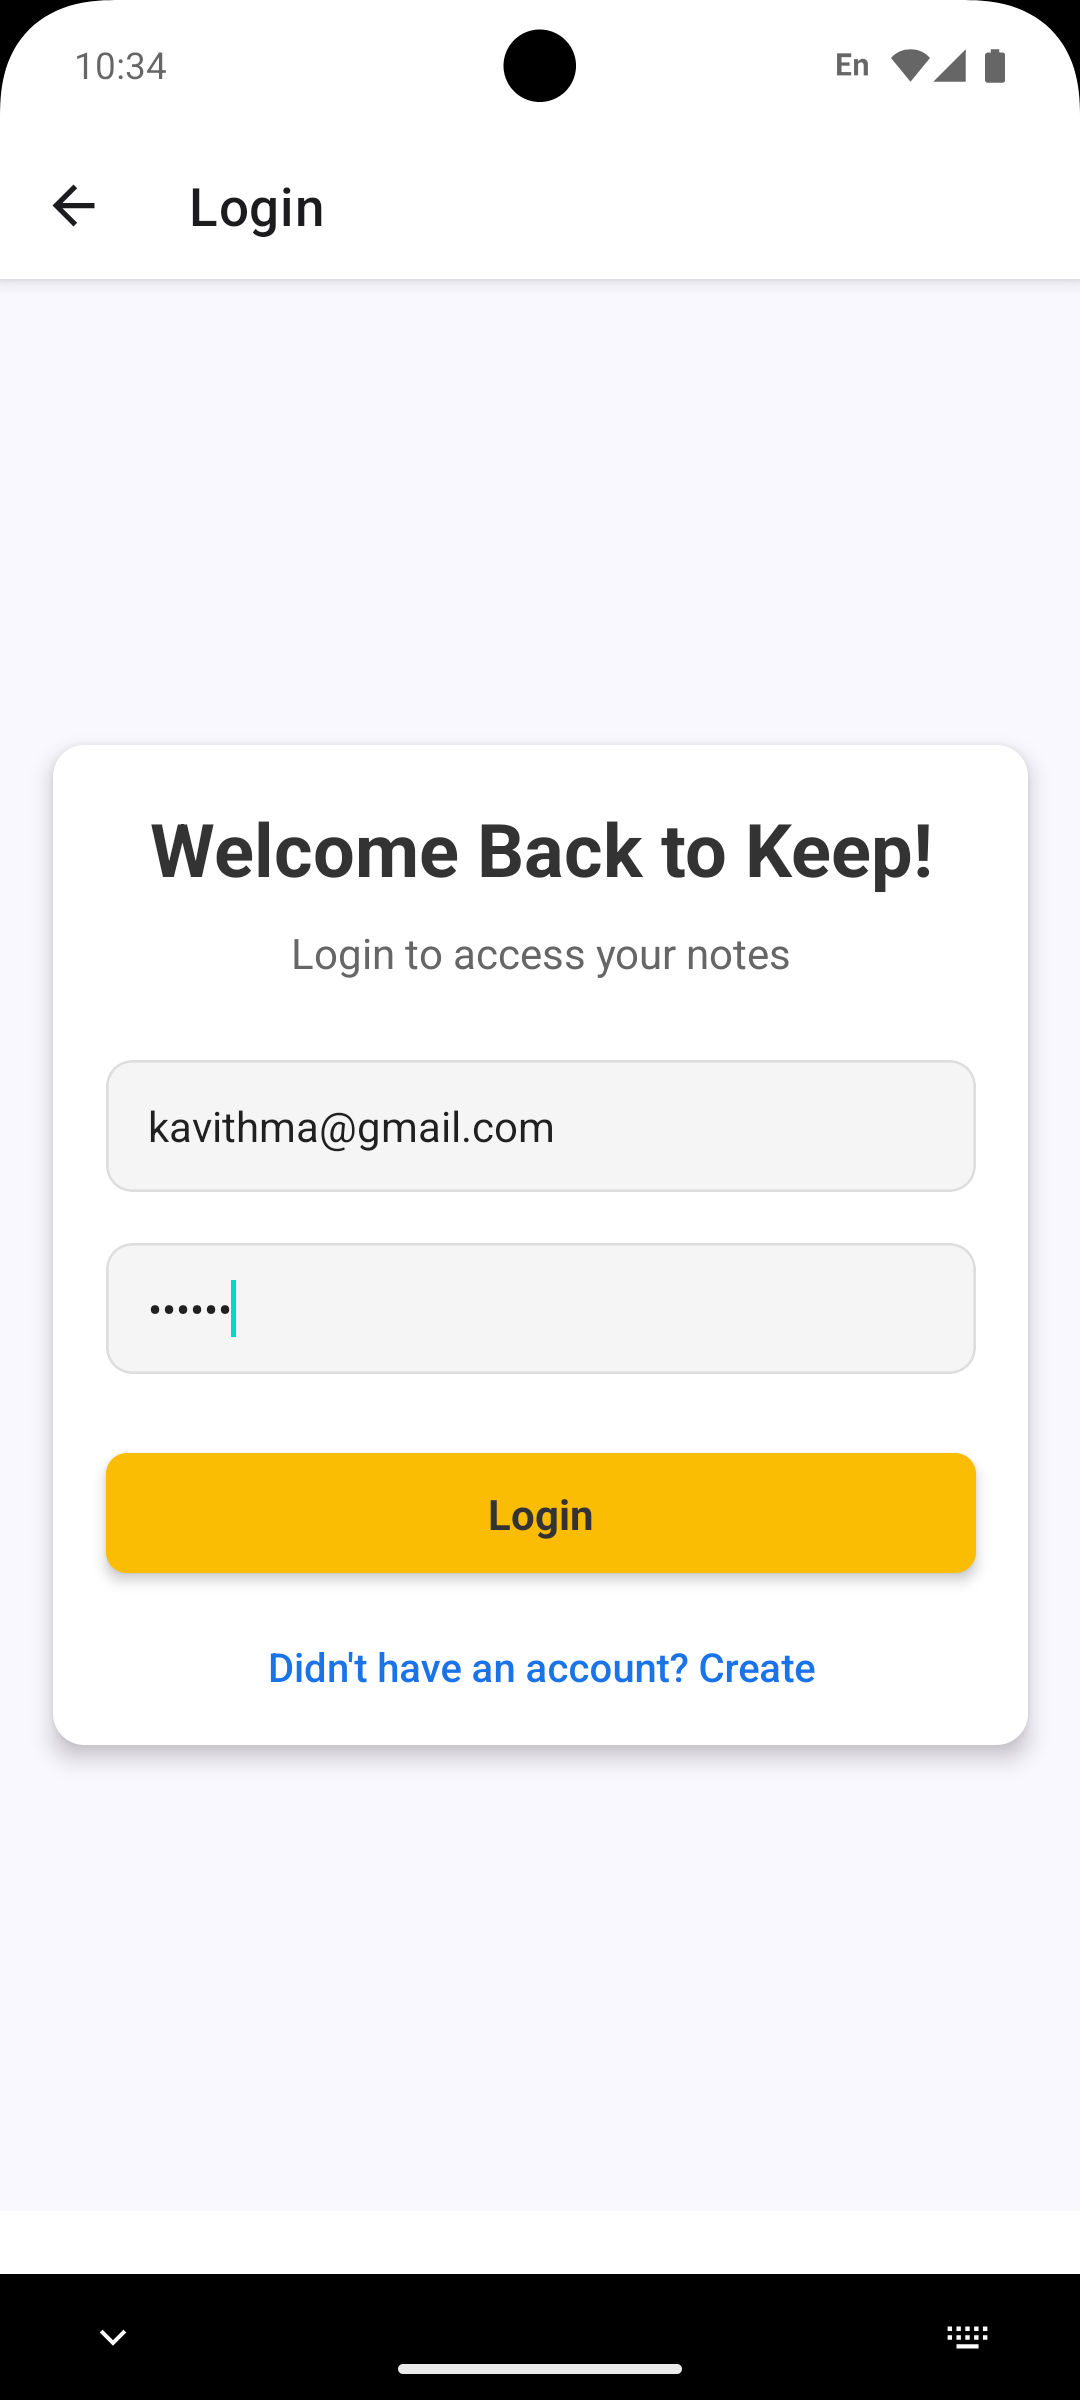 10:34
En
Login
Welcome Back to Keep!
Login to access your notes
kavithma@gmail.com
••••••
Login
Didn't have an account? Create